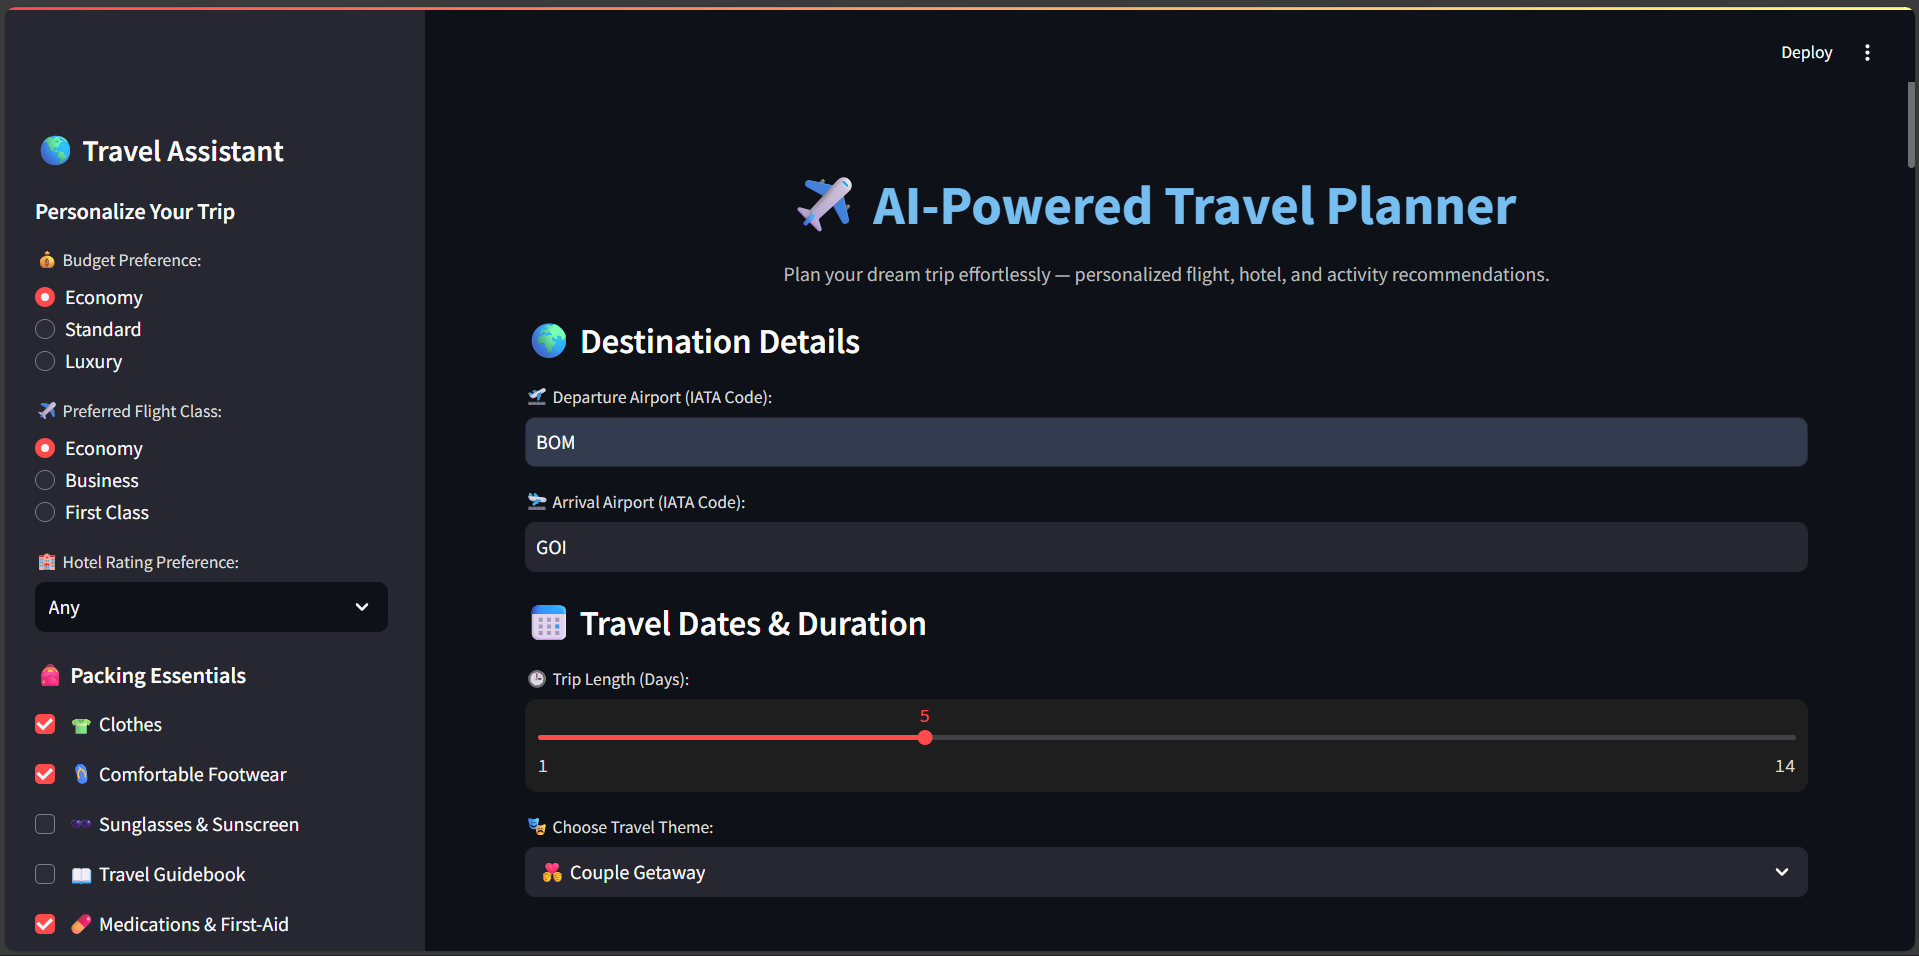 Deploy
Travel Assistant
Personalize Your Trip
Budget Preference:
Economy
Standard
Luxury
Preferred Flight Class:
Economy
Business
First Class
Hotel Rating Preference:
Any
Packing Essentials
Clothes
Comfortable Footwear
Sunglasses & Sunscreen
Travel Guidebook
Medications & First-Aid
AI-Powered Travel Planner
Plan your dream trip effortlessly — personalized flight, hotel, and activity recommendations.
Destination Details
Departure Airport (IATA Code):
BOM
Arrival Airport (IATA Code):
GOI
Travel Dates & Duration
Trip Length (Days):
5
1 14
Choose Travel Theme:
Couple Getaway